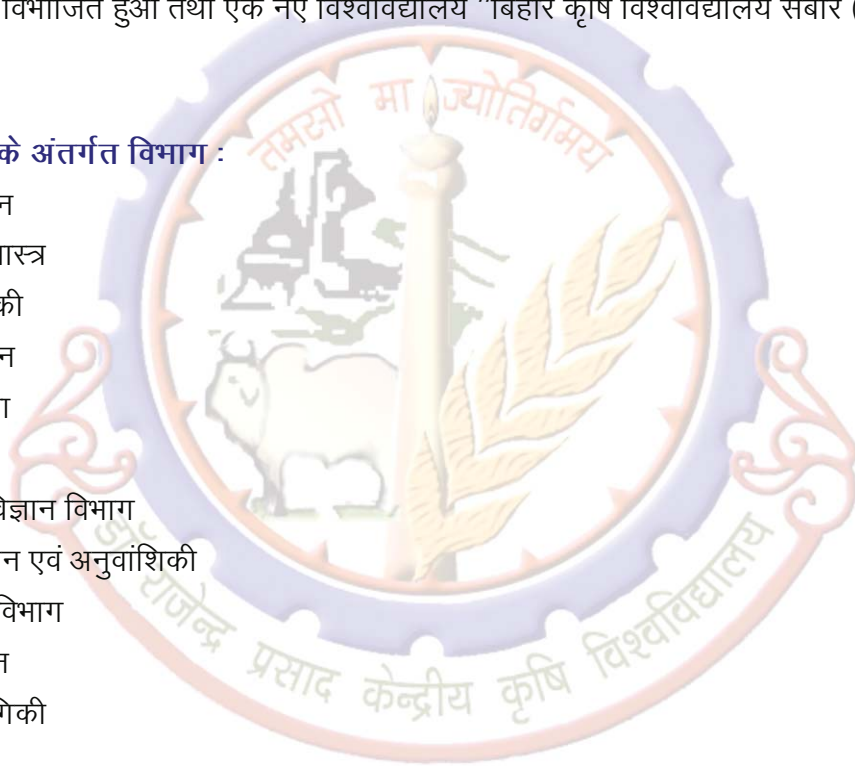 विभाजित हुआ तथा एक नए विश्वविद्यालय "बिहार कृषि विश्वविद्यालय सबौर (
तमसो मा ज्योतिर्गमय
के अंतर्गत विभाग :
न
की
न
विज्ञान विभाग
न एवं अनुवांशिकी
विभाग
न
डॉ राजेन्द्र प्रसाद केन्द्रीय कृषि विश्वविद्यालय